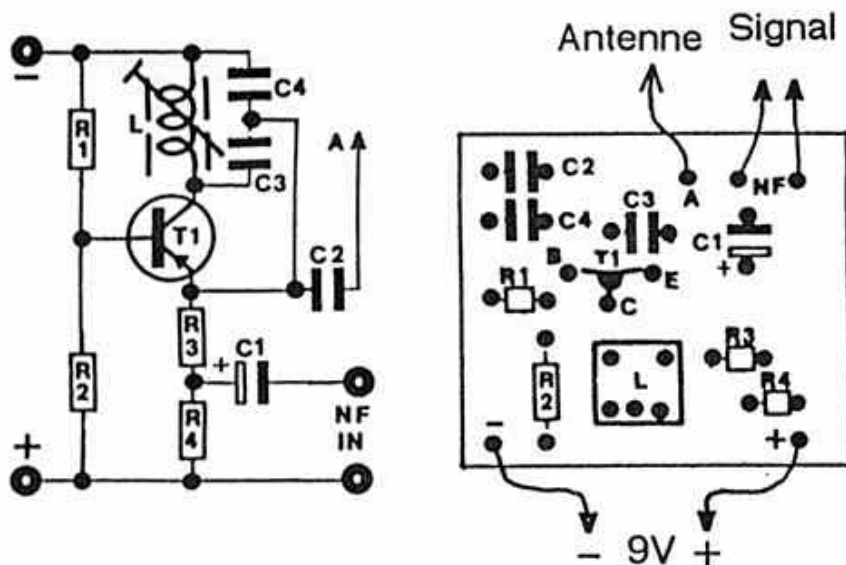 −
R1
L
C4
C3
A
T1
C2
R2
R3
C1
+
R4
NF
IN
+
Antenne
Signal
C2
C4
C3
A
NF
C1
+
B
T1
E
R1
C
R2
L
R3
R4
−
+
− 9V +